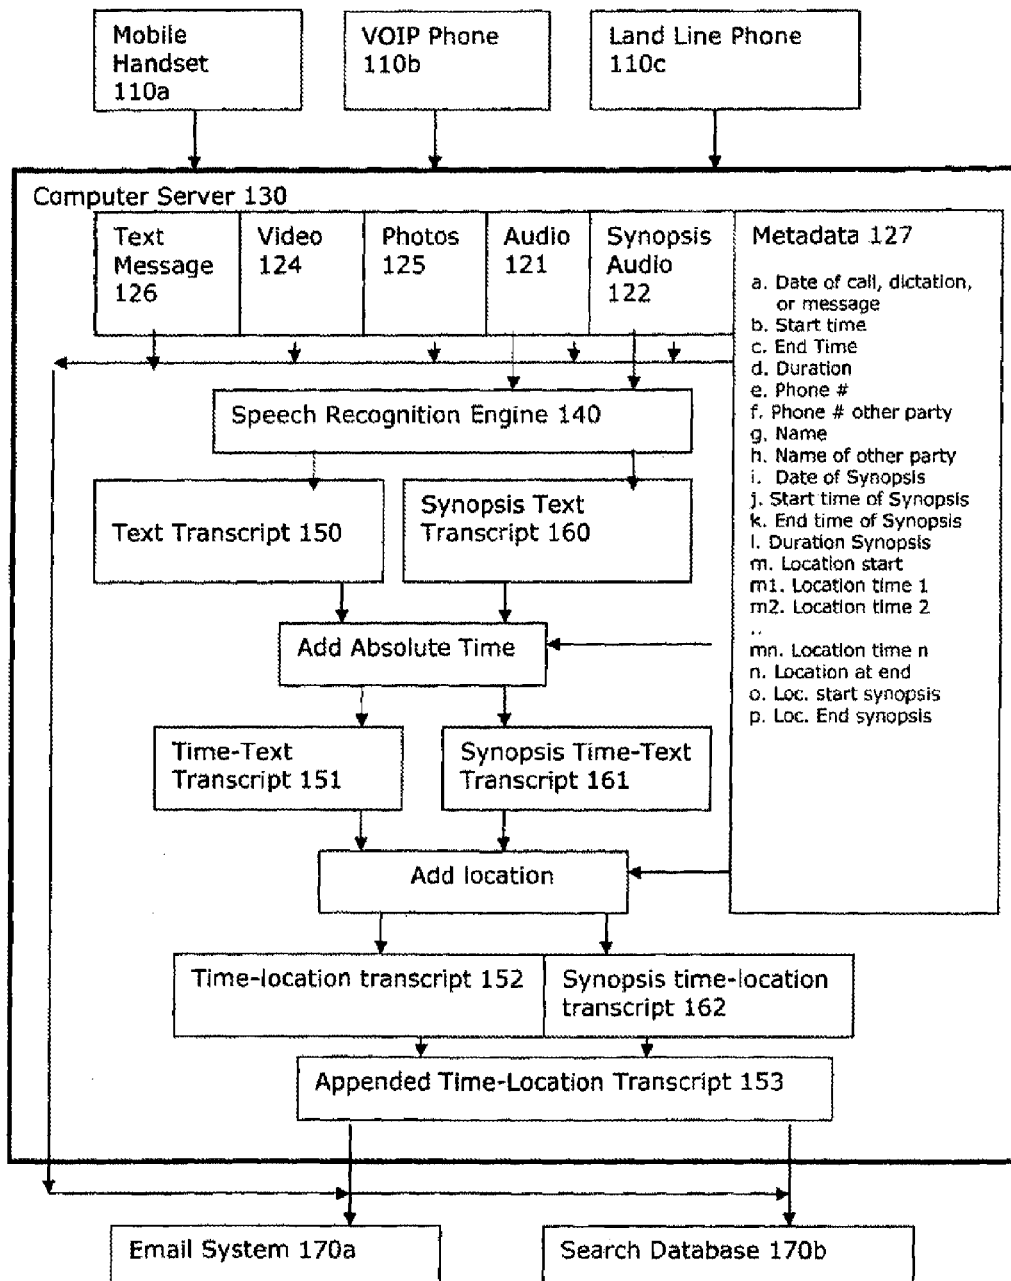 Mobile
Handset
110a
VOIP Phone
110b
Land Line Phone
110c
Computer Server 130
Text
Message
126
Video
124
Photos
125
Audio
121
Synopsis
Audio
122
Metadata 127
a. Date of call, dictation,
or message
b. Start time
c. End Time
d. Duration
e. Phone #
f. Phone # other party
g. Name
h. Name of other party
i. Date of Synopsis
j. Start time of Synopsis
k. End time of Synopsis
l. Duration Synopsis
m. Location start
m1. Location time 1
m2. Location time 2
..
mn. Location time n
n. Location at end
o. Loc. start synopsis
p. Loc. End synopsis
Speech Recognition Engine 140
Text Transcript 150
Synopsis Text
Transcript 160
Add Absolute Time
Time-Text
Transcript 151
Synopsis Time-Text
Transcript 161
Add location
Time-location transcript 152
Synopsis time-location
transcript 162
Appended Time-Location Transcript 153
Email System 170a
Search Database 170b